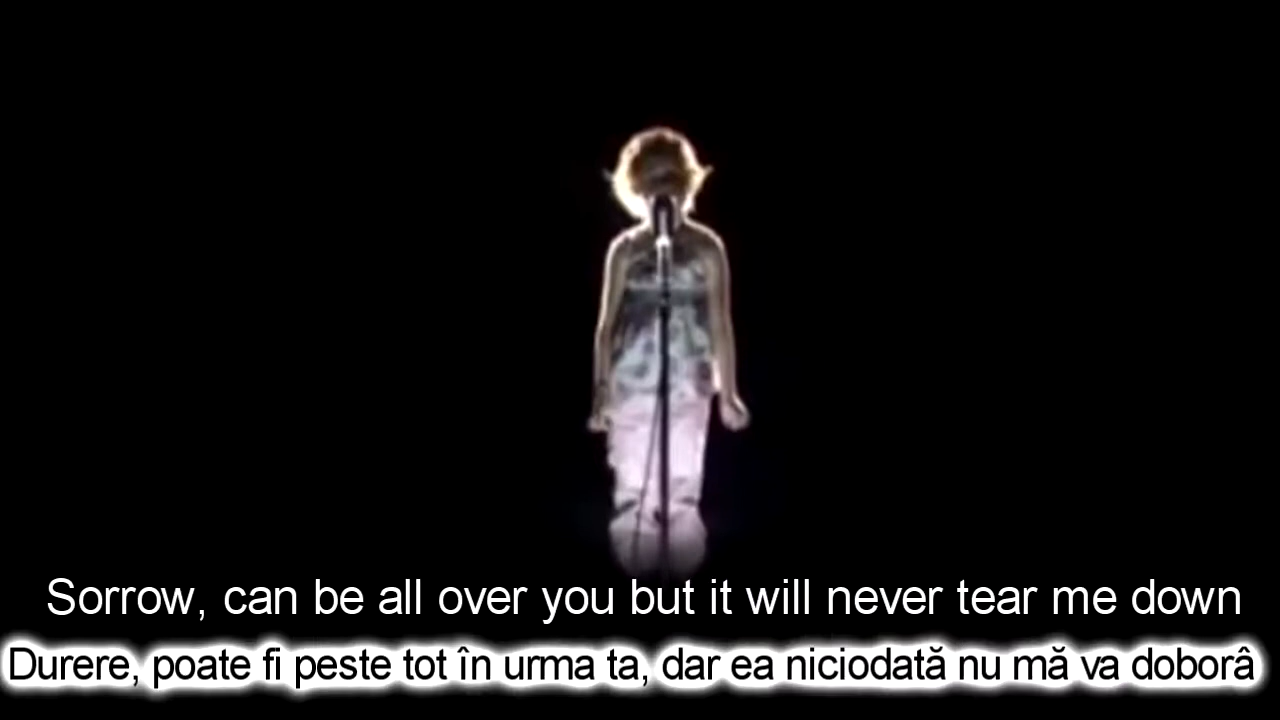 Sorrow, can be all over you but it will never tear me down
Durere, poate fi peste tot în urma ta, dar ea niciodată nu mă va doborâ